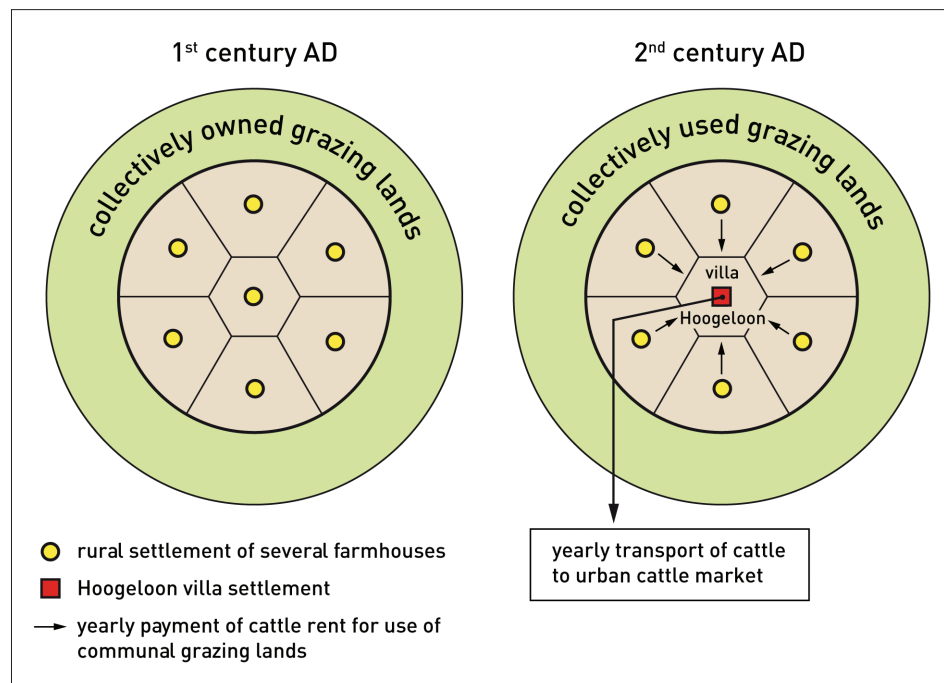 1st century AD
2nd century AD
collectively owned grazing lands
collectively used grazing lands
villa
Hoogeloon
rural settlement of several farmhouses
Hoogeloon villa settlement
yearly payment of cattle rent for use of
communal grazing lands
yearly transport of cattle
to urban cattle market